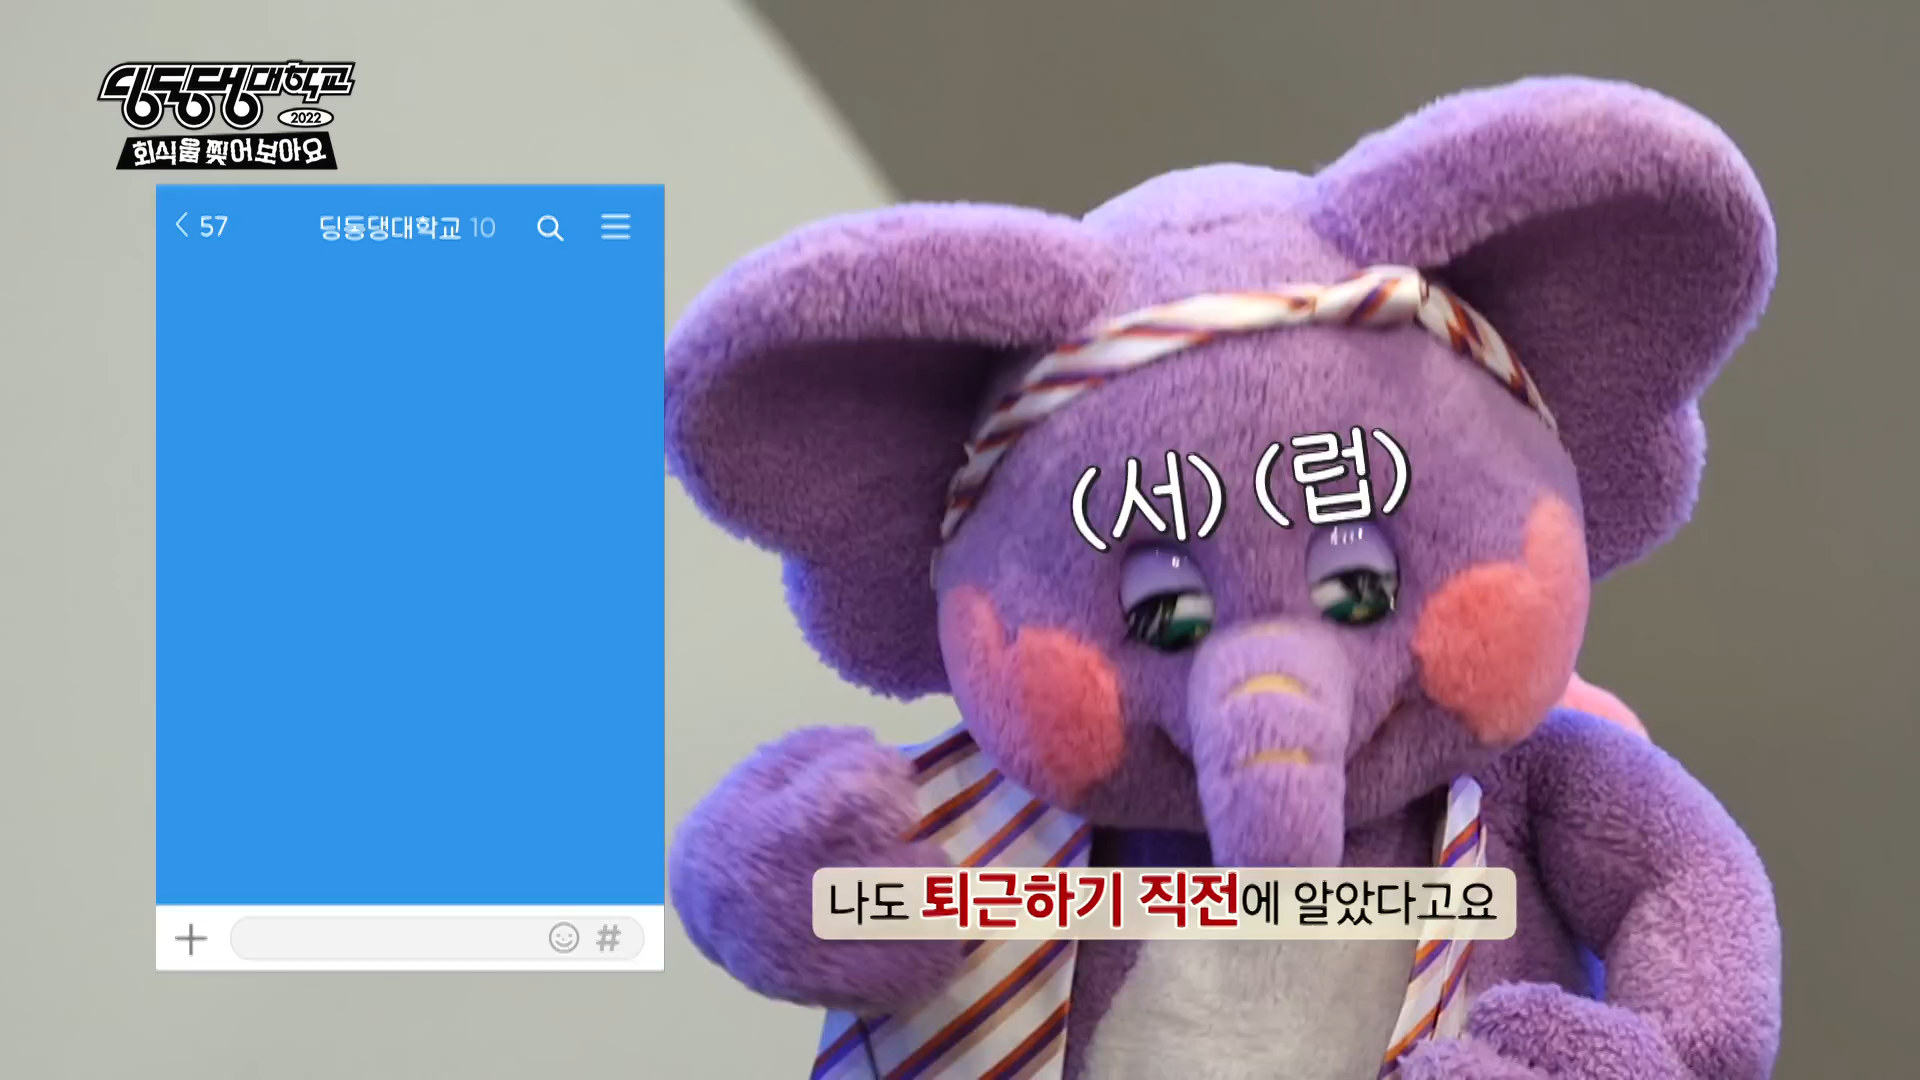 딩동댕대학교
2022
회식을 찢어보아요
57 딩동댕대학교 10
#
(서) (럽)
나도 퇴근하기 직전에 알았다고요